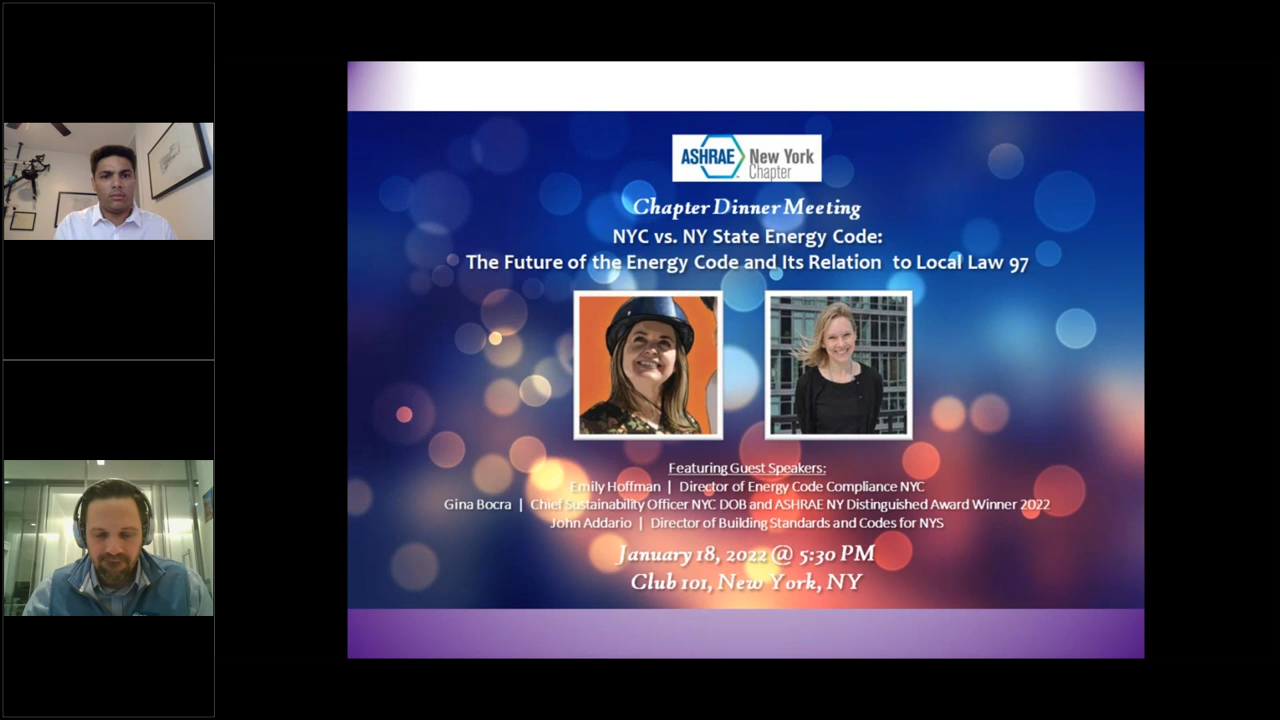 ASHRAE New York
Chapter
Chapter Dinner Meeting
NYC vs. NY State Energy Code:
The Future of the Energy Code and Its Relation to Local Law 97
Featuring Guest Speakers:
Emily Hoffman | Director of Energy Code Compliance NYC
Gina Bocra | Chief Sustainability Officer NYC DOB and ASHRAE NY Distinguished Award Winner 2022
John Addario | Director of Building Standards and Codes for NYS
January 18, 2022 @ 5:30 PM
Club 101, New York, NY